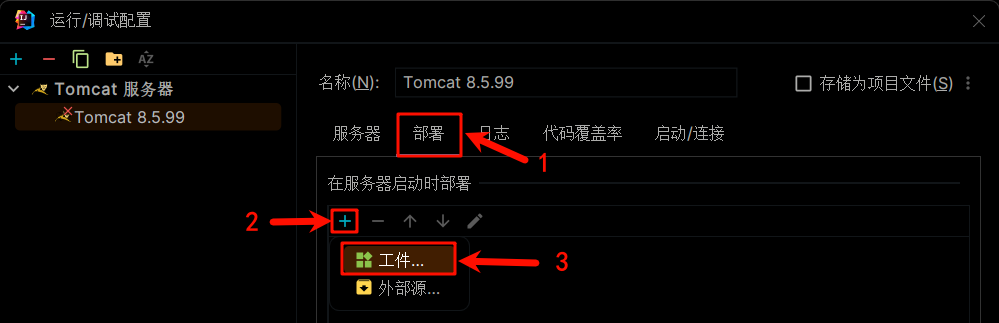 运行/调试配置
AZ
Tomcat 服务器
Tomcat 8.5.99
名称(N):
Tomcat 8.5.99
存储为项目文件(S)
服务器
部署
日志
代码覆盖率
启动/连接
1
在服务器启动时部署
2
工件...
3
外部源...